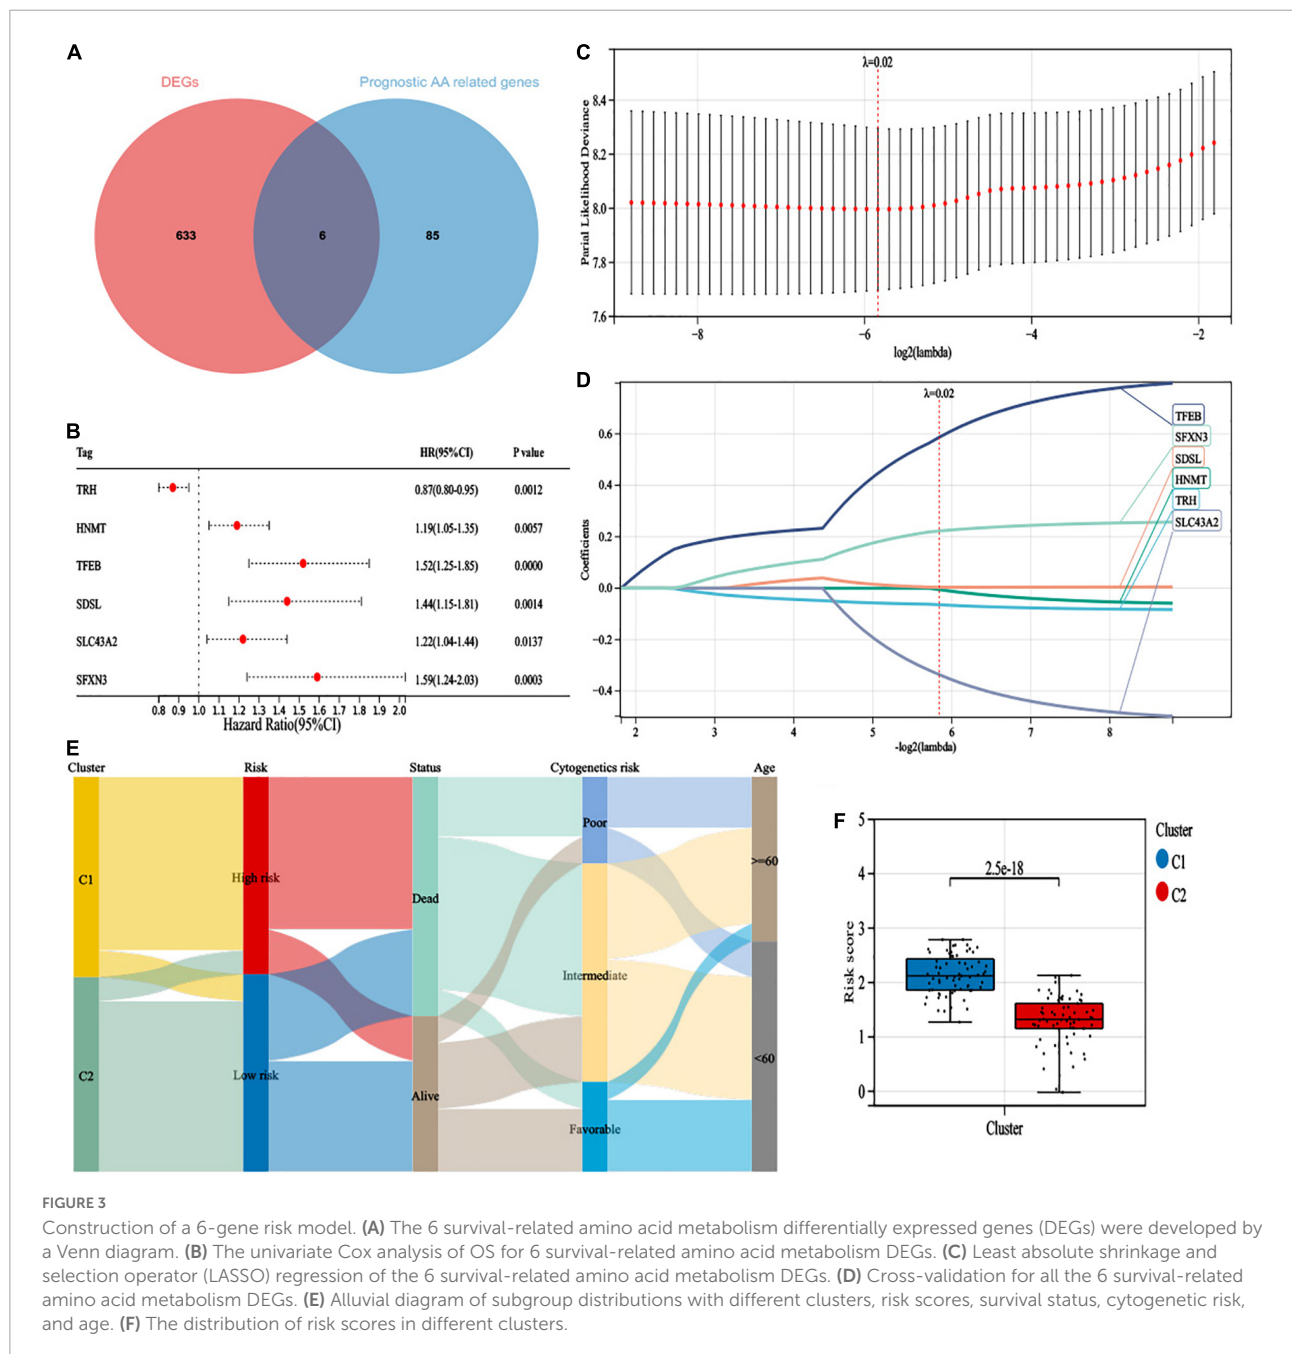 A
DEGs
Prognostic AA related genes
633
6
85
B
Tag
HR(95%CI)
P value
TRH
0.87(0.80-0.95)
0.0012
HNMT
1.19(1.05-1.35)
0.0057
TFEB
1.52(1.25-1.85)
0.0000
SDSL
1.44(1.15-1.81)
0.0014
SLC43A2
1.22(1.04-1.44)
0.0137
SFXN3
1.59(1.24-2.03)
0.0003
0.8 0.9 1.0 1.1 1.2 1.3 1.4 1.5 1.6 1.7 1.8 1.9 2.0
Hazard Ratio(95%CI)
C
λ=0.02
Parial Likelihood Deviance
8.4
8.2
8.0
7.8
7.6
−8 −6 −4 −2
log2(lambda)
D
λ=0.02
Coefficients
0.6
0.4
0.2
0.0
−0.2
−0.4
TFEB
SFXN3
SDSL
HNMT
TRH
SLC43A2
2 3 4 5 6 7 8
-log2(lambda)
E
Cluster Risk Status Cytogenetics risk Age
C1
C2
High risk
Low risk
Dead
Alive
Poor
Intermediate
Favorable
>=60
<60
F
Risk score
5
4
3
2
1
0
2.5e-18
Cluster
Cluster
C1
C2
FIGURE 3
Construction of a 6-gene risk model. (A) The 6 survival-related amino acid metabolism differentially expressed genes (DEGs) were developed by
a Venn diagram. (B) The univariate Cox analysis of OS for 6 survival-related amino acid metabolism DEGs. (C) Least absolute shrinkage and
selection operator (LASSO) regression of the 6 survival-related amino acid metabolism DEGs. (D) Cross-validation for all the 6 survival-related
amino acid metabolism DEGs. (E) Alluvial diagram of subgroup distributions with different clusters, risk scores, survival status, cytogenetic risk,
and age. (F) The distribution of risk scores in different clusters.